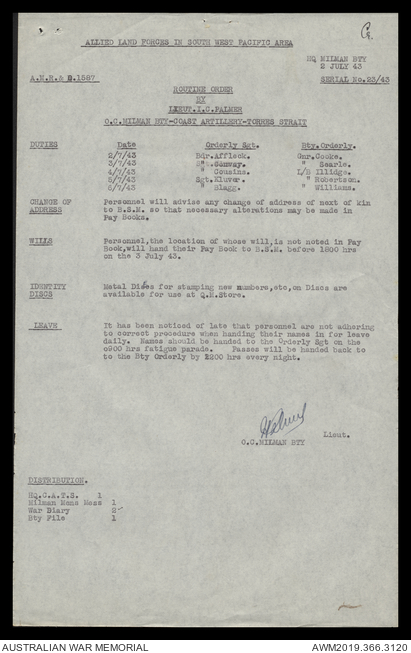 ALLIED LAND FORCES IN SOUTH WEST PACIFIC AREA
HQ MILMAN BTY
2 JULY 43
A.M.R.& D.1587 SERIAL No.23/43
ROUTINE ORDER
BY
LIEUT.I.C.PALMER
O.C.MILMAN BTY-COAST ARTILLERY-TORRES STRAIT
DUTIES Date Orderly Sgt. Bty.Orderly.
2/7/43 Bdr.Affleck. Gnr.Cooke.
3/7/43 Conway. " Searle.
4/7/43 " Cousins. L/B Illidge.
5/7/43 Sgt.Kluver. " Robertson.
6/7/43 " Slagg. " Williams.
CHANGE OF ADDRESS Personnel will advise any change of address of next of kin
to B.S.M. so that necessary alterations may be made in
Pay Books.
WILLS Personnel,the location of whose will,is not noted in Pay
Book,will hand their Pay Book to B.S.M. before 1200 hrs
on the 3 July 43.
IDENTITY DISCS Metal Dies for stamping new numbers,etc,on Discs are
available for use at Q.M.Store.
LEAVE It has been noticed of late that personnel are not adhering
to correct procedure when handing their names in for leave
daily. Names should be handed to the Orderly Sgt on the
0900 hrs fatigue parade. Passes will be handed back to
to the Bty Orderly by 2200 hrs every night.
Lieut.
O.C.MILMAN BTY
DISTRIBUTION.
HQ.C.A.T.S. 1
Milman Mens Mess 1
War Diary 2
Bty File 1
AUSTRALIAN WAR MEMORIAL AWM2019.366.3120